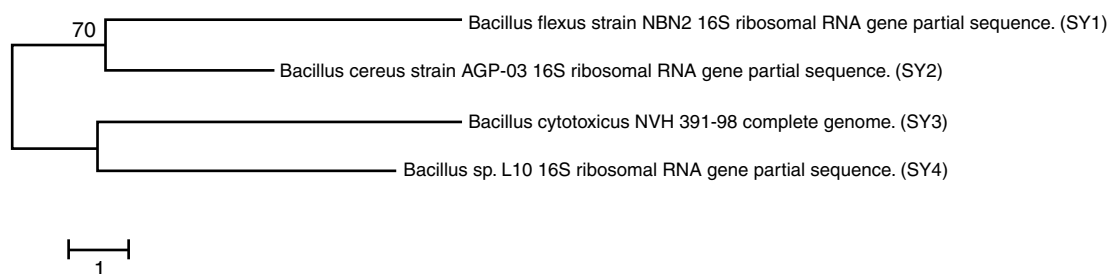 Bacillus flexus strain NBN2 16S ribosomal RNA gene partial sequence. (SY1)
70
Bacillus cereus strain AGP-03 16S ribosomal RNA gene partial sequence. (SY2)
Bacillus cytotoxicus NVH 391-98 complete genome. (SY3)
Bacillus sp. L10 16S ribosomal RNA gene partial sequence. (SY4)
1